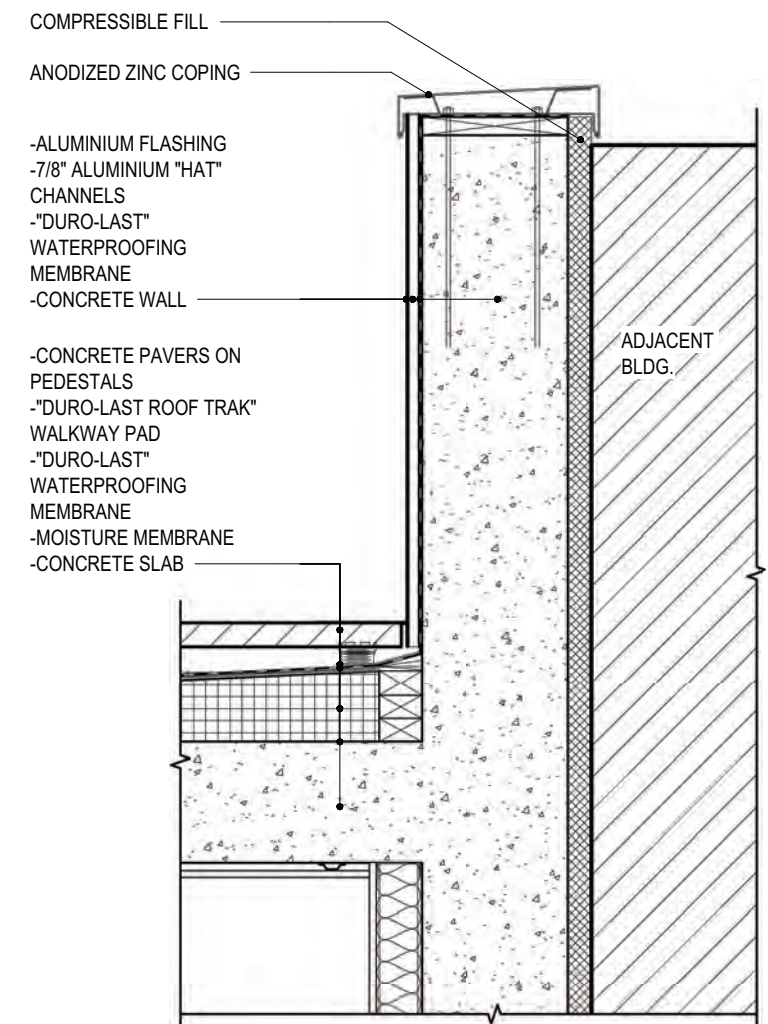 COMPRESSIBLE FILL
ANODIZED ZINC COPING
-ALUMINIUM FLASHING
-7/8" ALUMINIUM "HAT"
CHANNELS
-"DURO-LAST"
WATERPROOFING
MEMBRANE
-CONCRETE WALL
-CONCRETE PAVERS ON
PEDESTALS
-"DURO-LAST ROOF TRAK"
WALKWAY PAD
-"DURO-LAST"
WATERPROOFING
MEMBRANE
-MOISTURE MEMBRANE
-CONCRETE SLAB
ADJACENT
BLDG.